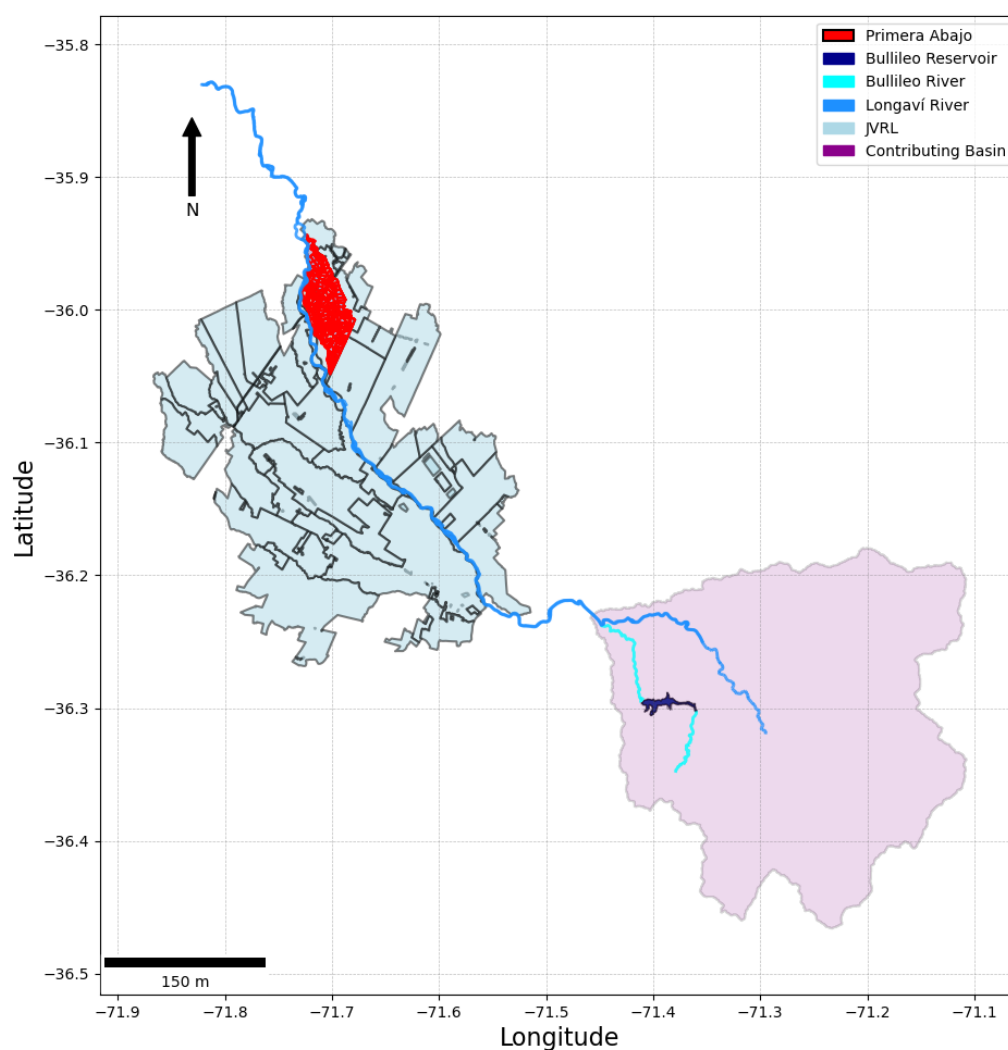 Primera Abajo
Bullileo Reservoir
Bullileo River
Longaví River
JVRL
Contributing Basin
N
150 m
Latitude
−35.8
−35.9
−36.0
−36.1
−36.2
−36.3
−36.4
−36.5
−71.9
−71.8
−71.7
−71.6
−71.5
−71.4
−71.3
−71.2
−71.1
Longitude